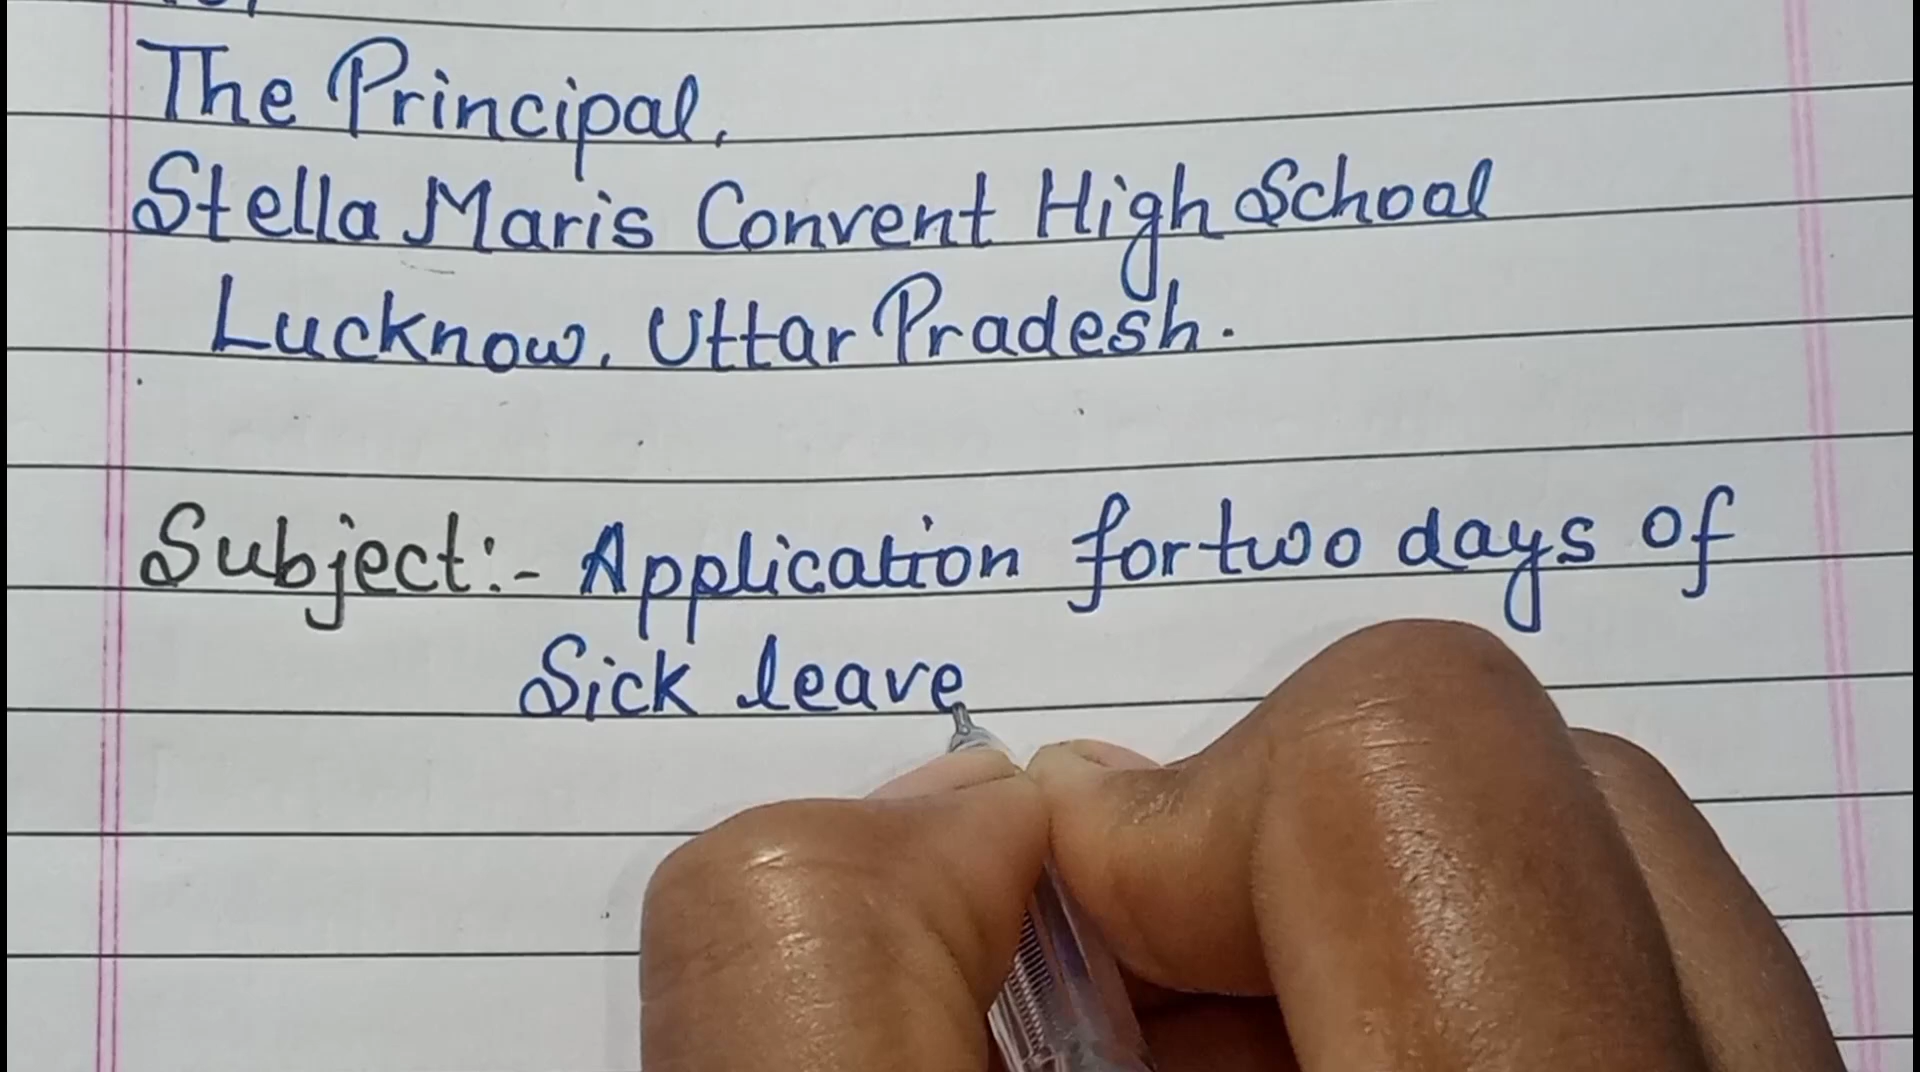 The Principal,
Stella Maris Convent High School
Lucknow, Uttar Pradesh.
Subject:- Application for two days of
Sick leave